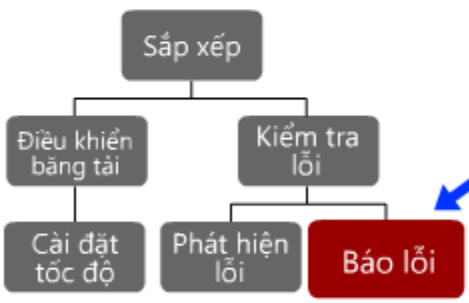 Sắp xếp
Điều khiển
băng tải
Kiểm tra
lỗi
Cài đặt
tốc độ
Phát hiện
lỗi
Báo lỗi